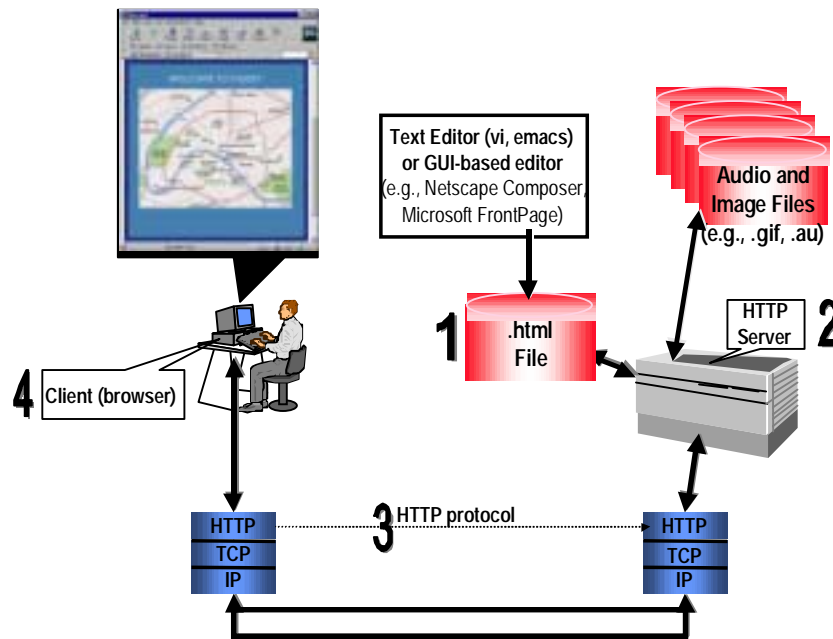 Text Editor (vi, emacs)
or GUI-based editor
(e.g., Netscape Composer,
Microsoft FrontPage)
Audio and
Image Files
(e.g., .gif, .au)
1
.html
File
HTTP
Server
2
4
Client (browser)
3
HTTP protocol
HTTP
TCP
IP
HTTP
TCP
IP